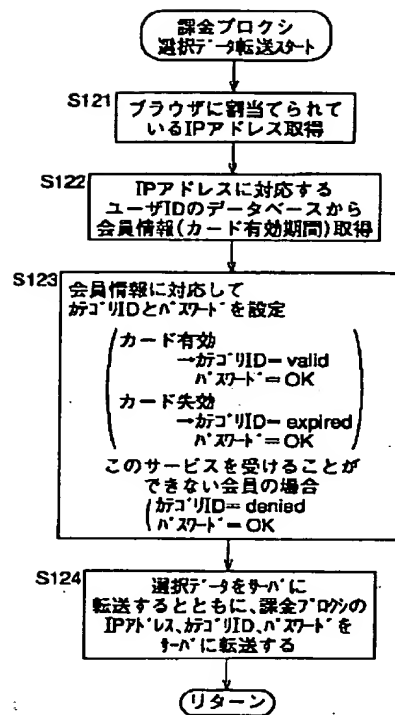 課金プロクシ
選択ﾃﾞｰﾀ転送スタート
S121
ブラウザに割当てられて
いるIPアドレス取得
S122
IPアドレスに対応する
ユーザIDのデータベースから
会員情報(カード有効期間)取得
S123
会員情報に対応して
ｶﾃｺﾞﾘIDとﾊﾟｽﾜｰﾄﾞを設定
カード有効
→ｶﾃｺﾞﾘID=valid
ﾊﾟｽﾜｰﾄﾞ=OK
カード失効
→ｶﾃｺﾞﾘID=expired
ﾊﾟｽﾜｰﾄﾞ=OK
このサービスを受けることが
できない会員の場合
ｶﾃｺﾞﾘID=denied
ﾊﾟｽﾜｰﾄﾞ=OK
S124
選択データをｻｰﾊﾞに
転送するとともに、課金ﾌﾟﾛｸｼの
IPｱﾄﾞﾚｽ、ｶﾃｺﾞﾘID、ﾊﾟｽﾜｰﾄﾞを
ｻｰﾊﾞに転送する
リターン